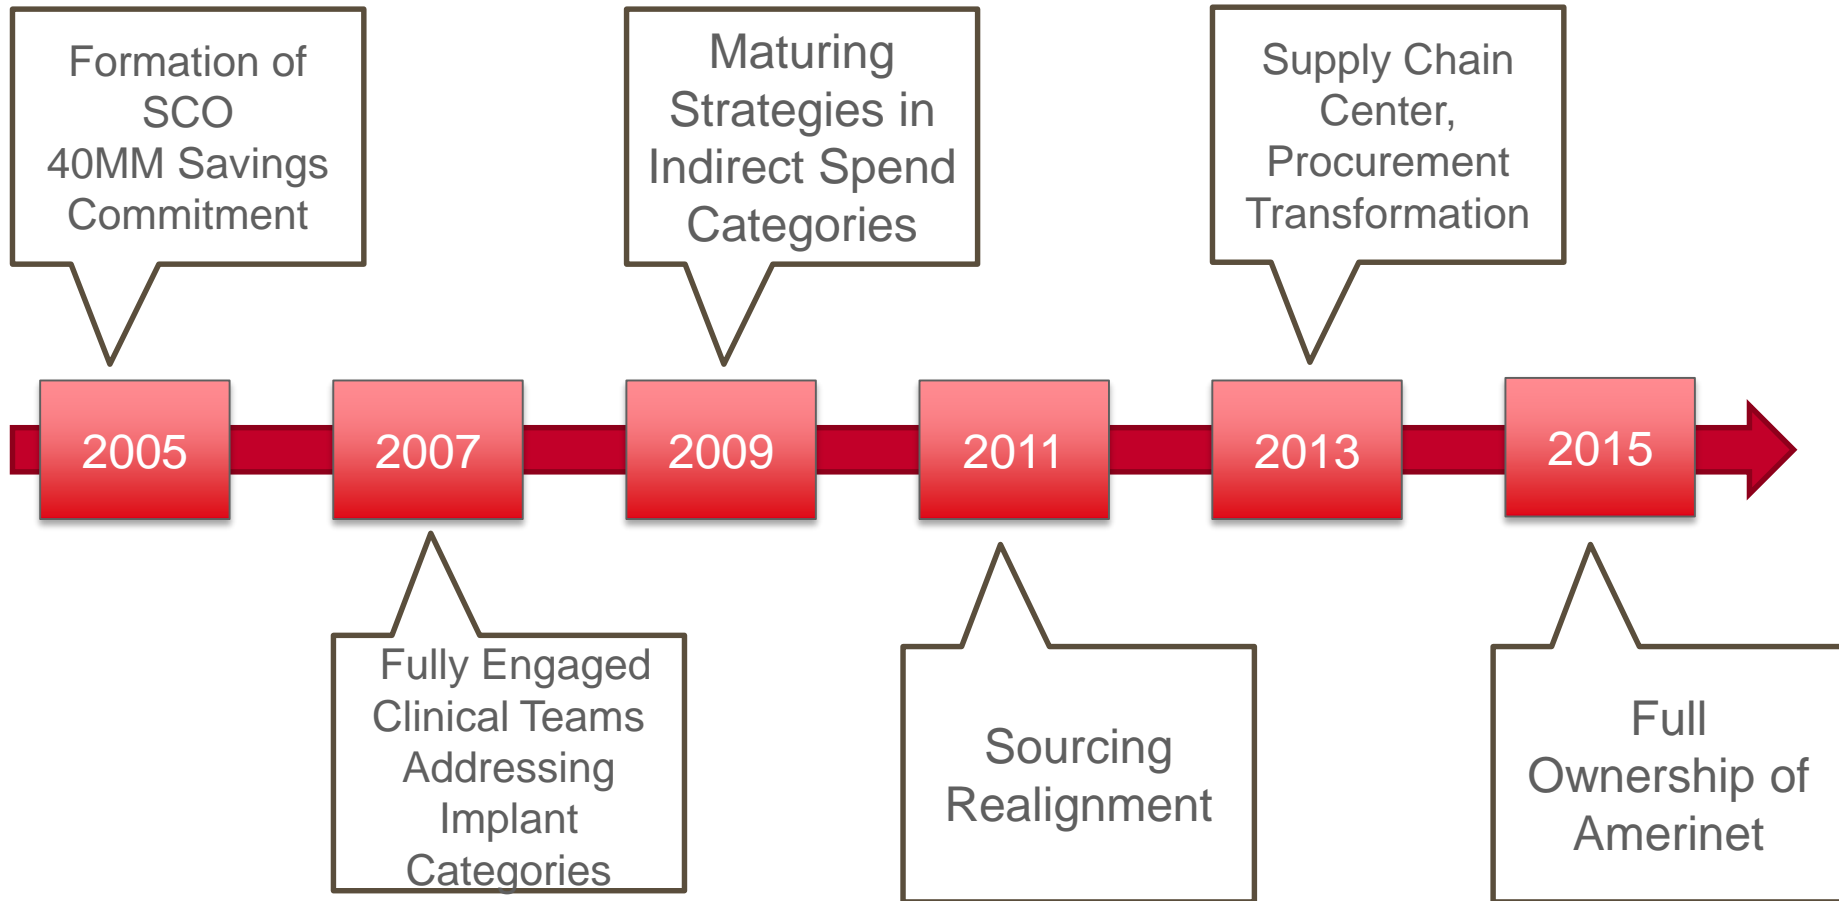 Formation of
SCO
40MM Savings
Commitment
Maturing
Strategies in
Indirect Spend
Categories
Supply Chain
Center,
Procurement
Transformation
2005
2007
2009
2011
2013
2015
Fully Engaged
Clinical Teams
Addressing
Implant
Categories
Sourcing
Realignment
Full
Ownership of
Amerinet